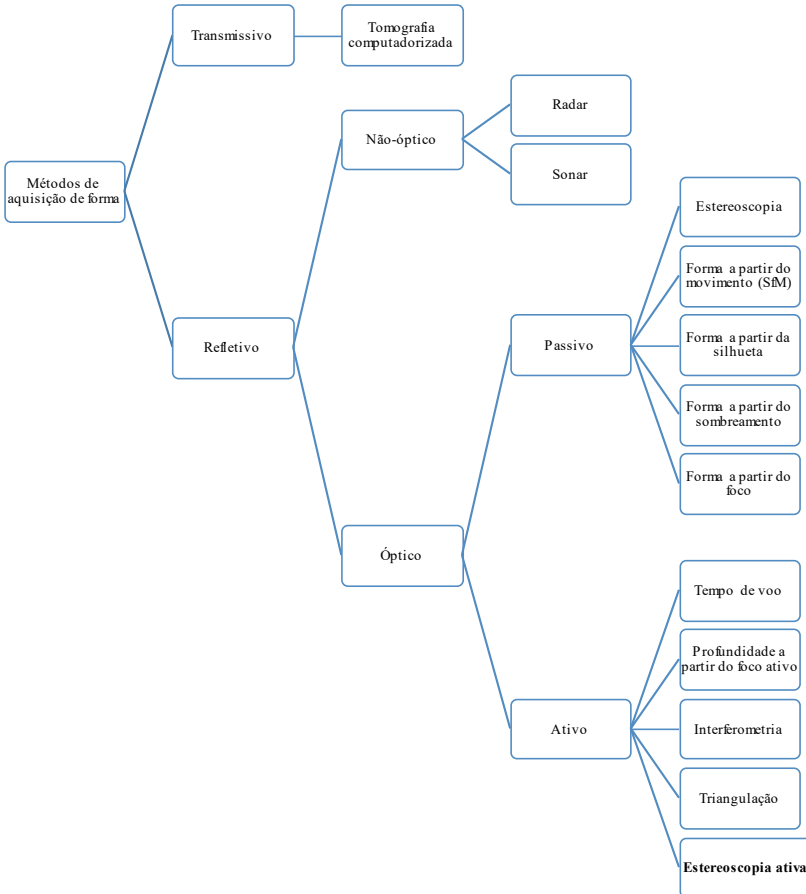 Transmissivo
Tomografia
computadorizada
Radar
Não-óptico
Sonar
Métodos de
aquisição de forma
Estereoscopia
Forma a partir do
movimento (SfM)
Refletivo
Passivo
Forma a partir da
silhueta
Forma a partir do
sombreamento
Forma a partir do
foco
Óptico
Tempo de voo
Profundidade a
partir do foco ativo
Ativo
Interferometria
Triangulação
Estereoscopia ativa